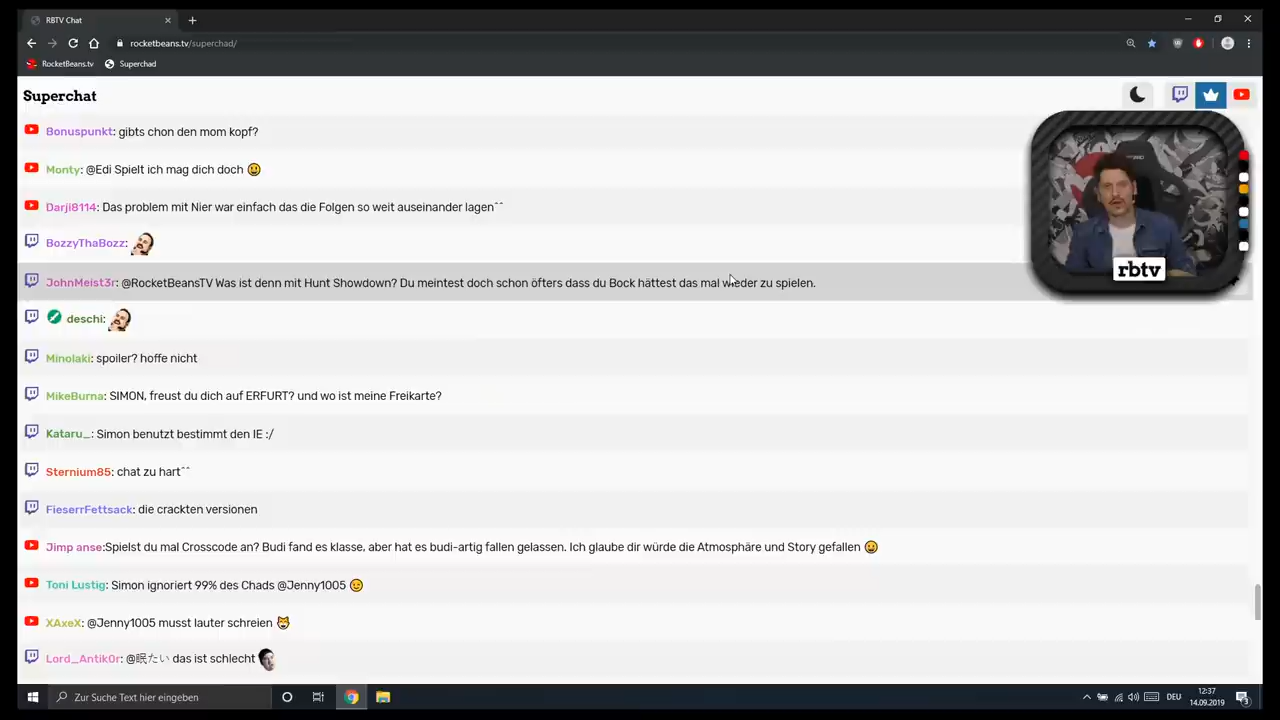 RBTV Chat
rocketbeans.tv/superchad/
RocketBeans.tv Superchad
Superchat
Bonuspunkt: gibts chon den mom kopf?
Monty: @Edi Spielt ich mag dich doch
Darji8114: Das problem mit Nier war einfach das die Folgen so weit auseinander lagen^^
BozzyThaBozz:
JohnMeist3r: @RocketBeansTV Was ist denn mit Hunt Showdown? Du meintest doch schon öfters dass du Bock hättest das mal wieder zu spielen.
rbtv
deschi:
Minolaki: spoiler? hoffe nicht
MikeBurna: SIMON, freust du dich auf ERFURT? und wo ist meine Freikarte?
Kataru_: Simon benutzt bestimmt den IE :/
Sternium85: chat zu hart^^
FieserrFettsack: die crackten versionen
Jimp anse:Spielst du mal Crosscode an? Budi fand es klasse, aber hat es budi-artig fallen gelassen. Ich glaube dir würde die Atmosphäre und Story gefallen
Toni Lustig: Simon ignoriert 99% des Chads @Jenny1005
XAxeX: @Jenny1005 musst lauter schreien
Lord_Antik0r: @眠たい das ist schlecht
Zur Suche Text hier eingeben
DEU
12:37
14.09.2019